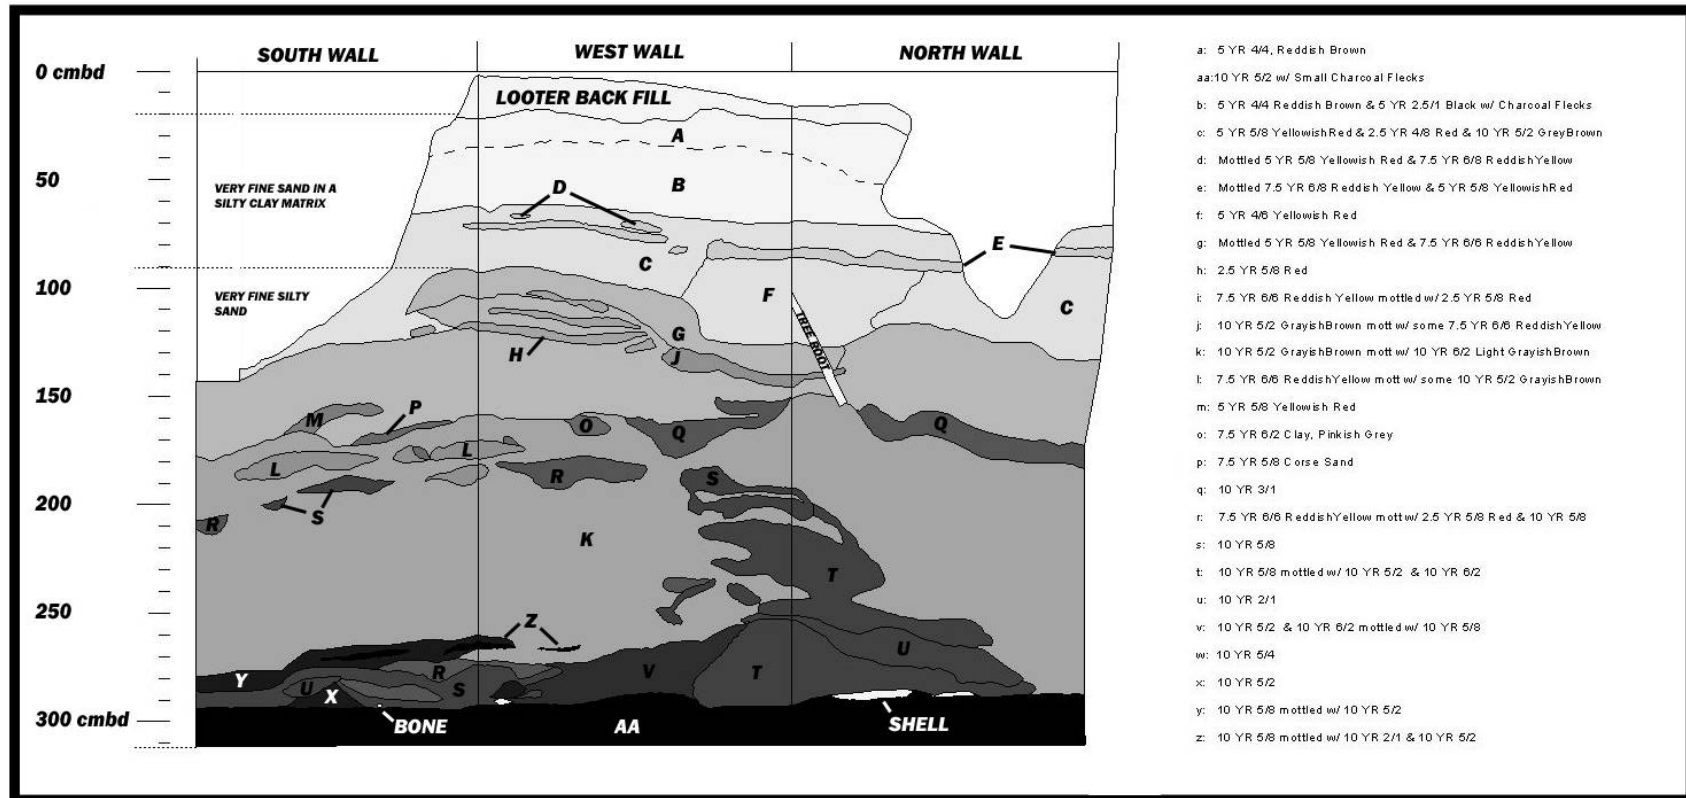 SOUTH WALL
WEST WALL
NORTH WALL
0 cmbd
50
100
150
200
250
300 cmbd
VERY FINE SAND IN A
SILTY CLAY MATRIX
VERY FINE SILTY
SAND
LOOTER BACK FILL
A
B
D
E
C
F
C
TREE ROOT
G
H
J
M
P
O
Q
Q
L
L
R
S
S
R
K
T
Z
U
Y
R
V
T
U
S
X
BONE
AA
SHELL
a: 5 YR 4/4, Reddish Brown
aa:10 YR 5/2 w/ Small Charcoal Flecks
b: 5 YR 4/4 Reddish Brown & 5 YR 2.5/1 Black w/ Charcoal Flecks
c: 5 YR 5/8 YellowishRed & 2.5 YR 4/8 Red & 10 YR 5/2 GreyBrown
d: Mottled 5 YR 5/8 Yellowish Red & 7.5 YR 6/8 ReddishYellow
e: Mottled 7.5 YR 6/8 Reddish Yellow & 5 YR 5/8 YellowishRed
f: 5 YR 4/6 Yellowish Red
g: Mottled 5 YR 5/8 Yellowish Red & 7.5 YR 6/6 ReddishYellow
h: 2.5 YR 5/8 Red
i: 7.5 YR 6/6 Reddish Yellow mottled w/ 2.5 YR 5/8 Red
j: 10 YR 5/2 GrayishBrown mott w/ some 7.5 YR 6/6 ReddishYellow
k: 10 YR 5/2 GrayishBrown mott w/ 10 YR 6/2 Light GrayishBrown
l: 7.5 YR 6/6 ReddishYellow mott w/ some 10 YR 5/2 GrayishBrown
m: 5 YR 5/8 Yellowish Red
o: 7.5 YR 6/2 Clay, Pinkish Grey
p: 7.5 YR 5/8 Corse Sand
q: 10 YR 3/1
r: 7.5 YR 6/6 ReddishYellow mott w/ 2.5 YR 5/8 Red & 10 YR 5/8
s: 10 YR 5/8
t: 10 YR 5/8 mottled w/ 10 YR 5/2 & 10 YR 6/2
u: 10 YR 2/1
v: 10 YR 5/2 & 10 YR 6/2 mottled w/ 10 YR 5/8
w: 10 YR 5/4
x: 10 YR 5/2
y: 10 YR 5/8 mottled w/ 10 YR 5/2
z: 10 YR 5/8 mottled w/ 10 YR 2/1 & 10 YR 5/2